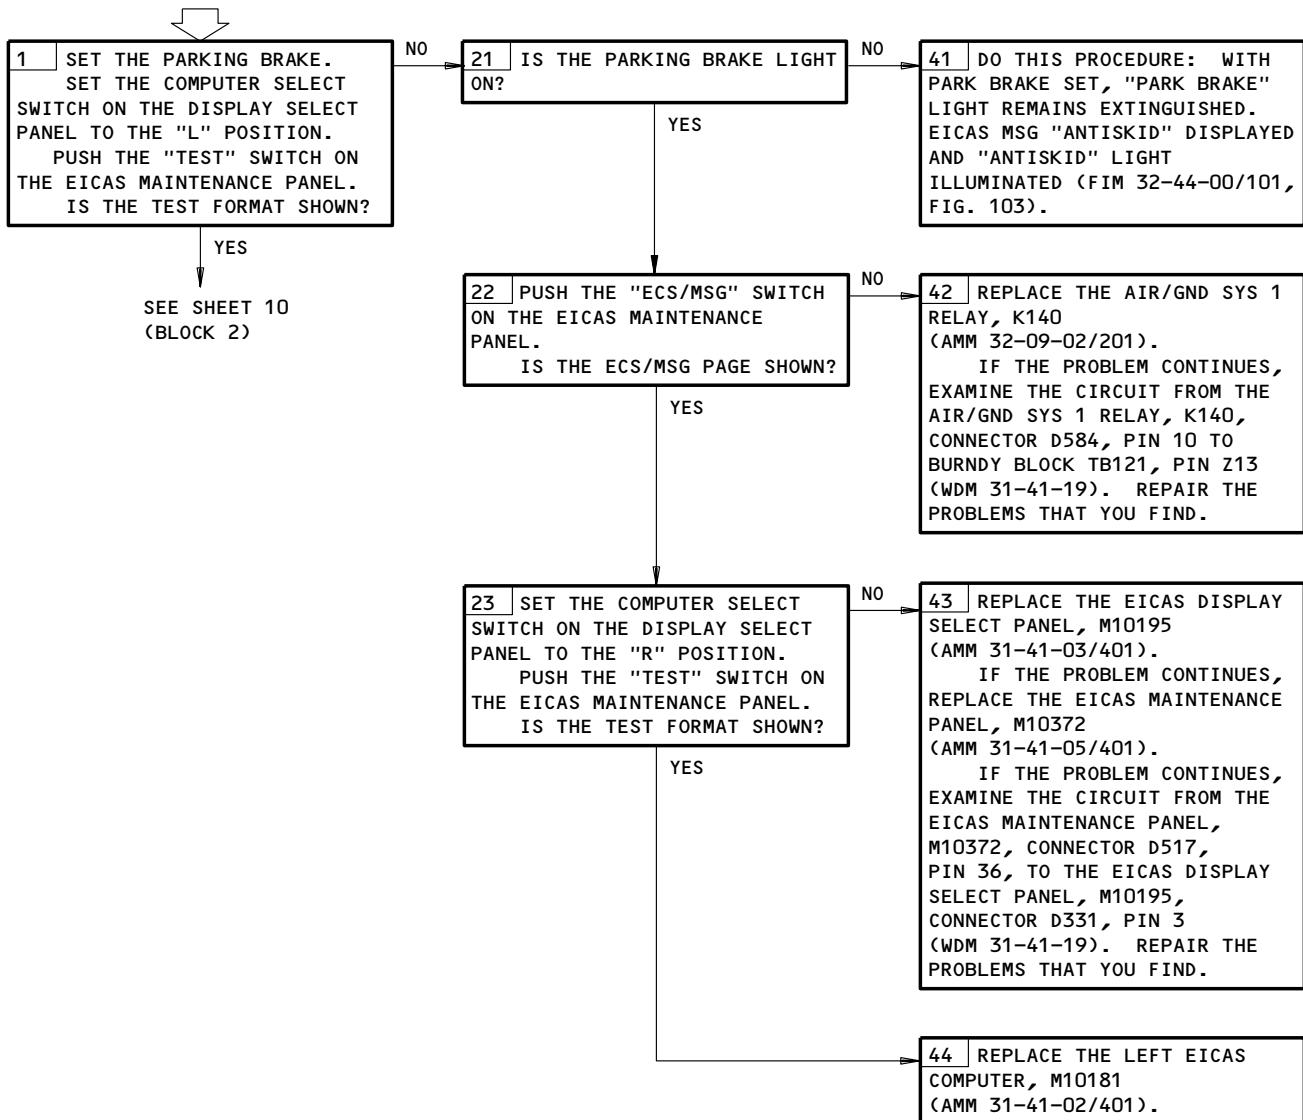 1 SET THE PARKING BRAKE.
SET THE COMPUTER SELECT
SWITCH ON THE DISPLAY SELECT
PANEL TO THE "L" POSITION.
PUSH THE "TEST" SWITCH ON
THE EICAS MAINTENANCE PANEL.
IS THE TEST FORMAT SHOWN?
NO
YES
SEE SHEET 10
(BLOCK 2)
21 IS THE PARKING BRAKE LIGHT
ON?
NO
YES
41 DO THIS PROCEDURE: WITH
PARK BRAKE SET, "PARK BRAKE"
LIGHT REMAINS EXTINGUISHED.
EICAS MSG "ANTISKID" DISPLAYED
AND "ANTISKID" LIGHT
ILLUMINATED (FIM 32-44-00/101,
FIG. 103).
22 PUSH THE "ECS/MSG" SWITCH
ON THE EICAS MAINTENANCE
PANEL.
IS THE ECS/MSG PAGE SHOWN?
NO
YES
42 REPLACE THE AIR/GND SYS 1
RELAY, K140
(AMM 32-09-02/201).
IF THE PROBLEM CONTINUES,
EXAMINE THE CIRCUIT FROM THE
AIR/GND SYS 1 RELAY, K140,
CONNECTOR D584, PIN 10 TO
BURNDY BLOCK TB121, PIN Z13
(WDM 31-41-19). REPAIR THE
PROBLEMS THAT YOU FIND.
23 SET THE COMPUTER SELECT
SWITCH ON THE DISPLAY SELECT
PANEL TO THE "R" POSITION.
PUSH THE "TEST" SWITCH ON
THE EICAS MAINTENANCE PANEL.
IS THE TEST FORMAT SHOWN?
NO
YES
43 REPLACE THE EICAS DISPLAY
SELECT PANEL, M10195
(AMM 31-41-03/401).
IF THE PROBLEM CONTINUES,
REPLACE THE EICAS MAINTENANCE
PANEL, M10372
(AMM 31-41-05/401).
IF THE PROBLEM CONTINUES,
EXAMINE THE CIRCUIT FROM THE
EICAS MAINTENANCE PANEL,
M10372, CONNECTOR D517,
PIN 36, TO THE EICAS DISPLAY
SELECT PANEL, M10195,
CONNECTOR D331, PIN 3
(WDM 31-41-19). REPAIR THE
PROBLEMS THAT YOU FIND.
44 REPLACE THE LEFT EICAS
COMPUTER, M10181
(AMM 31-41-02/401).